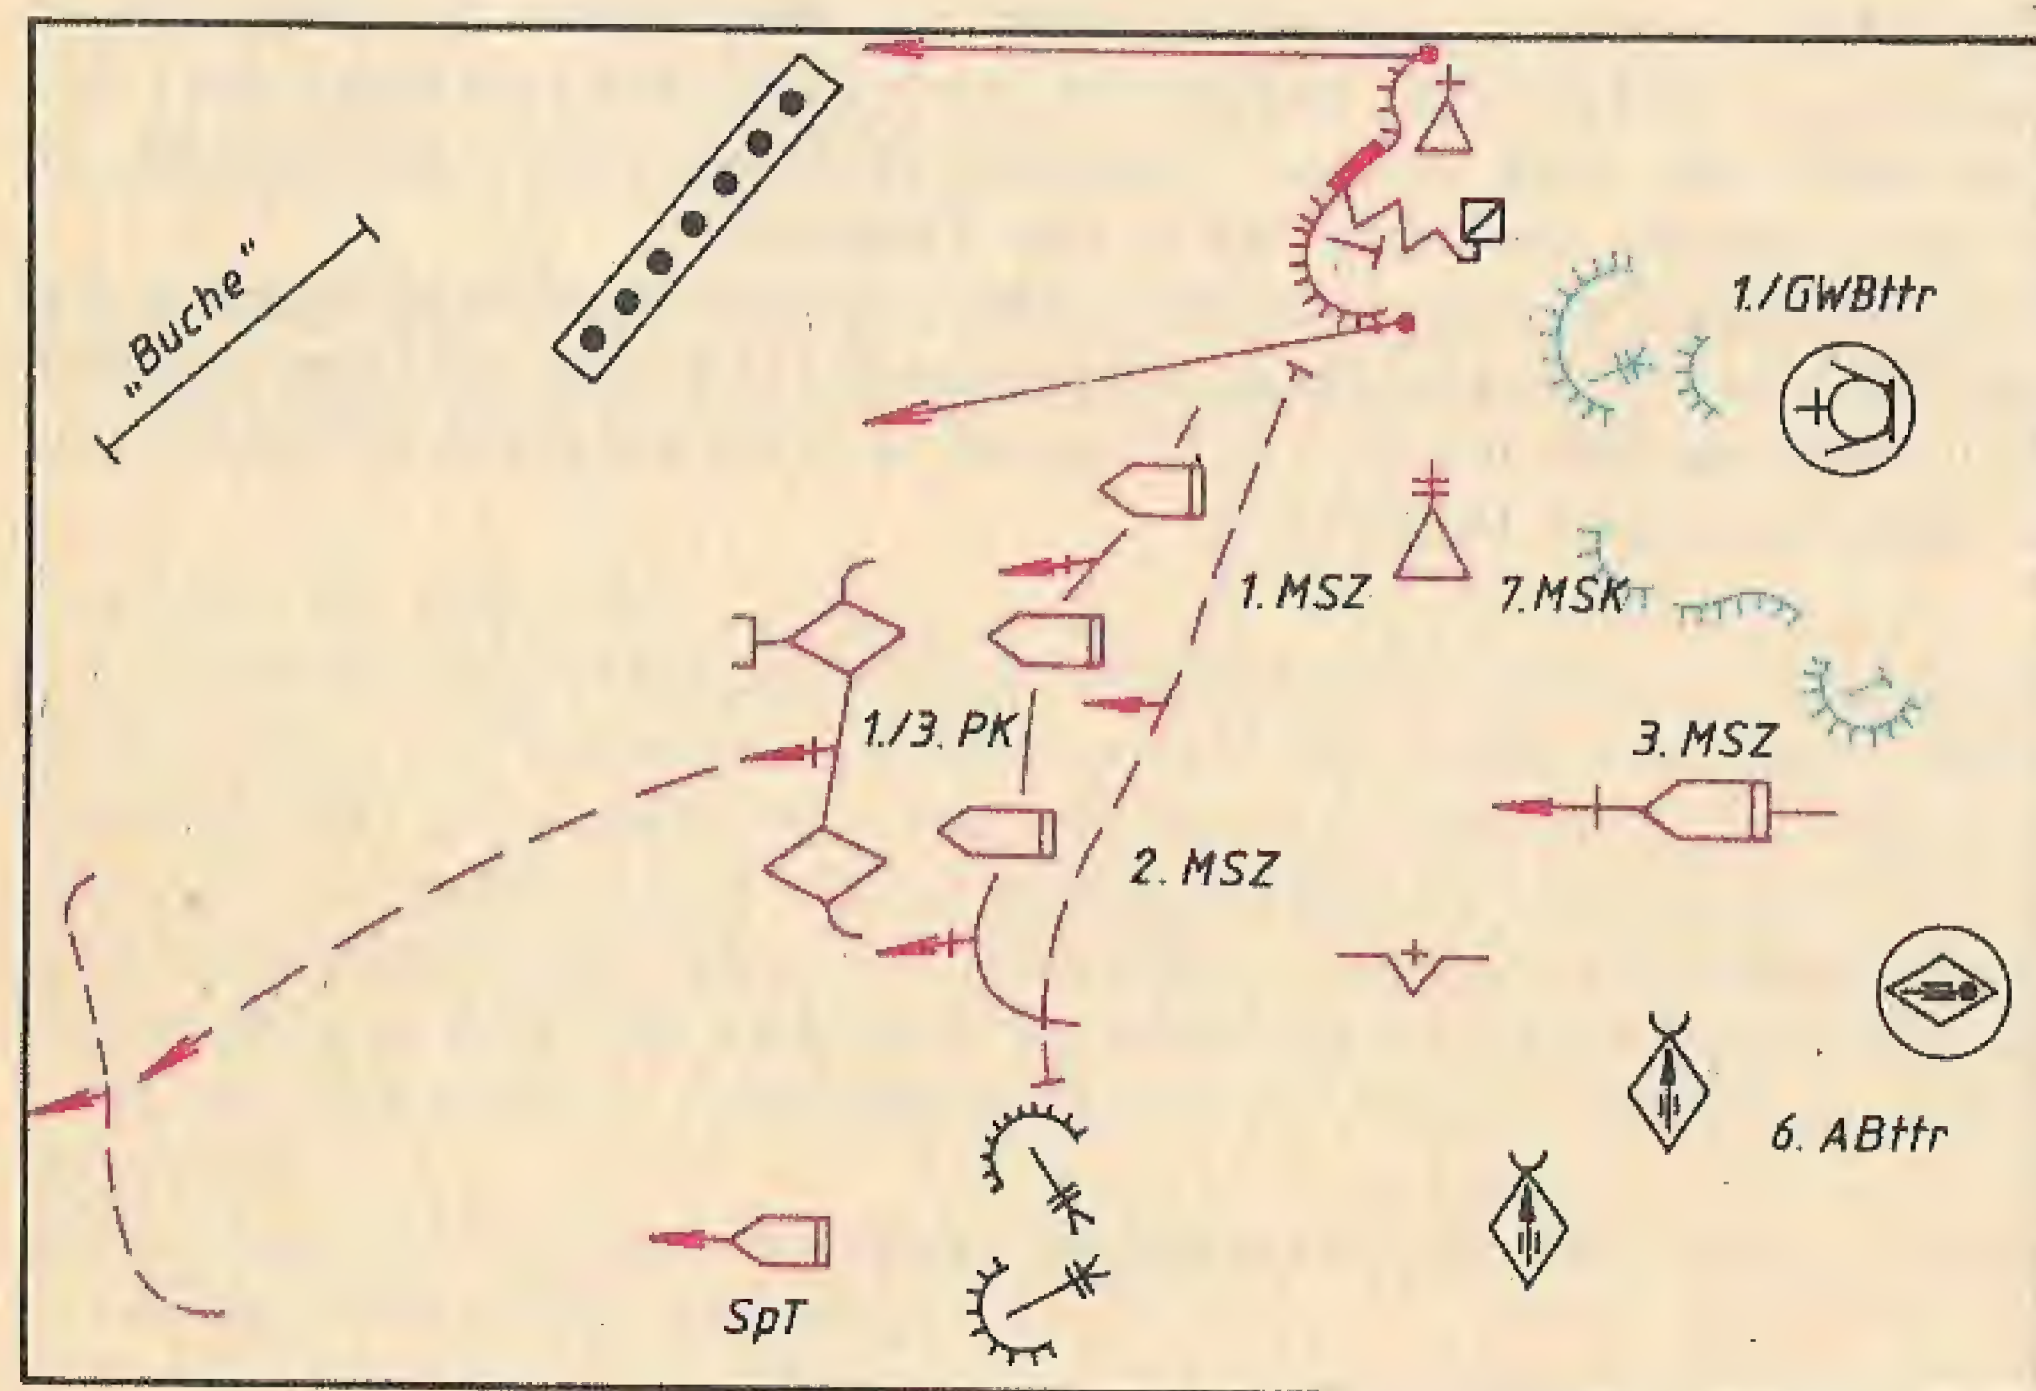 „Buche“
1./GWBttr
1. MSZ
7. MSK
1./3. PK
3. MSZ
2. MSZ
6. ABttr
SpT